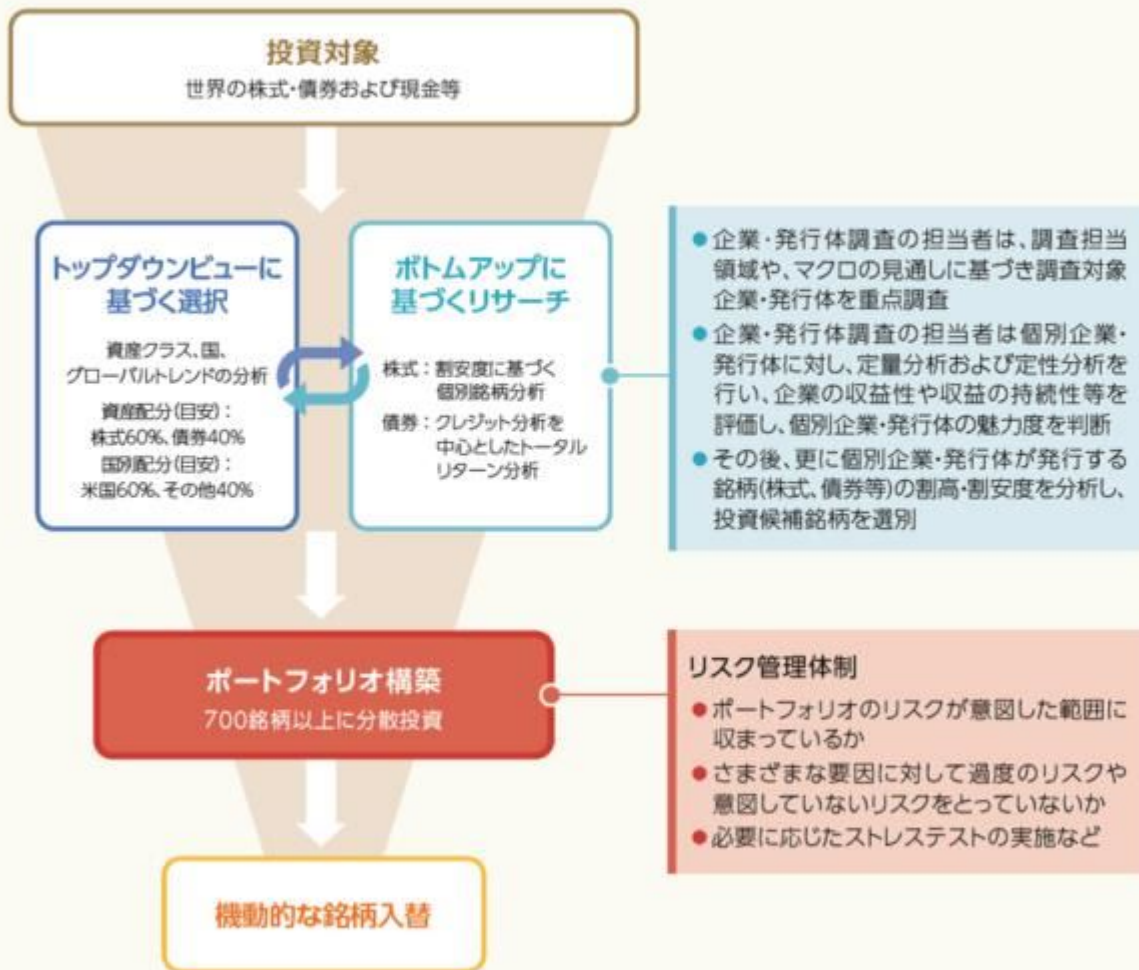 投資対象
世界の株式・債券および現金等
トップダウンビューに
基づく選択
資産クラス、国、
グローバルトレンドの分析
資産配分(目安)：
株式60%、債券40%
国別配分(目安)：
米国60%、その他40%
ボトムアップに
基づくリサーチ
株式：割安度に基づく
個別銘柄分析
債券：クレジット分析を
中心としたトータル
リターン分析
●企業・発行体調査の担当者は、調査担当
領域や、マクロの見通しに基づき調査対象
企業・発行体を重点調査
●企業・発行体調査の担当者は個別企業・
発行体に対し、定量分析および定性分析を
行い、企業の収益性や収益の持続性等を
評価し、個別企業・発行体の魅力度を判断
●その後、更に個別企業・発行体が発行する
銘柄(株式、債券等)の割高・割安度を分析し、
投資候補銘柄を選別
ポートフォリオ構築
700銘柄以上に分散投資
リスク管理体制
●ポートフォリオのリスクが意図した範囲に
収まっているか
●さまざまな要因に対して過度のリスクや
意図していないリスクをとっていないか
●必要に応じたストレステストの実施など
機動的な銘柄入替